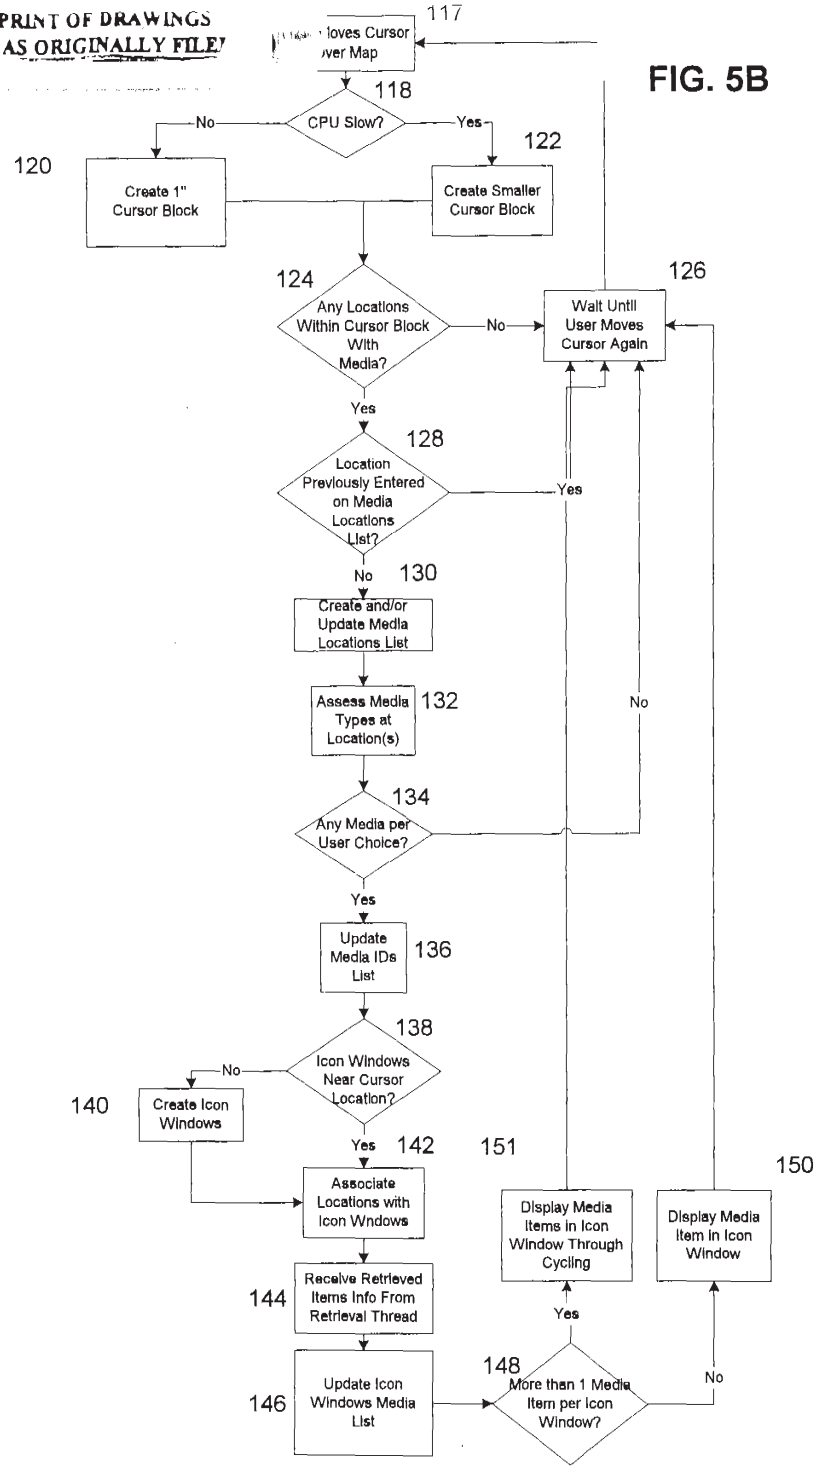 PRINT OF DRAWINGS
AS ORIGINALLY FILE
FIG. 5B
117
Moves Cursor
Over Map
118
CPU Slow?
No
Yes
120
Create 1"
Cursor Block
122
Create Smaller
Cursor Block
124
Any Locations
Within Cursor Block
With
Media?
No
126
Wait Until
User Moves
Cursor Again
Yes
128
Location
Previously Entered
on Media
Locations
List?
Yes
No
130
Create and/or
Update Media
Locations List
132
Assess Media
Types at
Location(s)
No
134
Any Media per
User Choice?
Yes
136
Update
Media IDs
List
138
Icon Windows
Near Cursor
Location?
No
140
Create Icon
Windows
Yes
142
Associate
Locations with
Icon Wndows
144
Receive Retrieved
Items Info From
Retrieval Thread
146
Update Icon
Windows Media
List
148
More than 1 Media
Item per Icon
Window?
Yes
No
151
Display Media
Items in Icon
Window Through
Cycling
150
Display Media
Item in Icon
Window